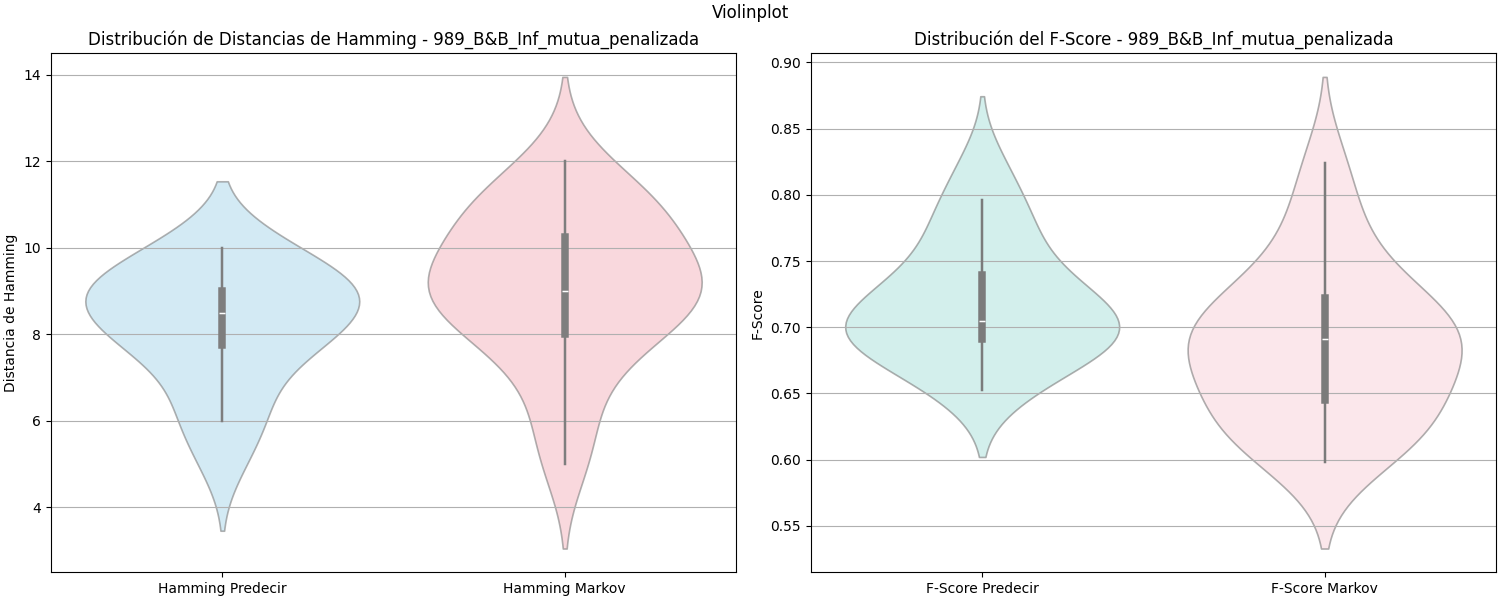 Violinplot
Distribución de Distancias de Hamming - 989_B&B_Inf_mutua_penalizada
14
12
10
8
6
4
Distancia de Hamming
Hamming Predecir
Hamming Markov
Distribución del F-Score - 989_B&B_Inf_mutua_penalizada
0.90
0.85
0.80
0.75
0.70
0.65
0.60
0.55
F-Score
F-Score Predecir
F-Score Markov